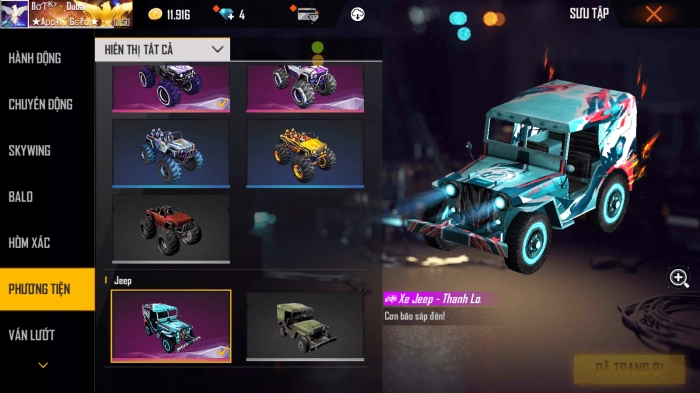 11.916
4
SƯU TẬP
HIỂN THỊ TẤT CẢ
HÀNH ĐỘNG
CHUYỂN ĐỘNG
SKYWING
BALO
HÒM XÁC
PHƯƠNG TIỆN
VÁN LƯỚT
Jeep
Xe Jeep - Thanh Lo
Cơn bão sắp đến!
ĐÃ TRANG BỊ